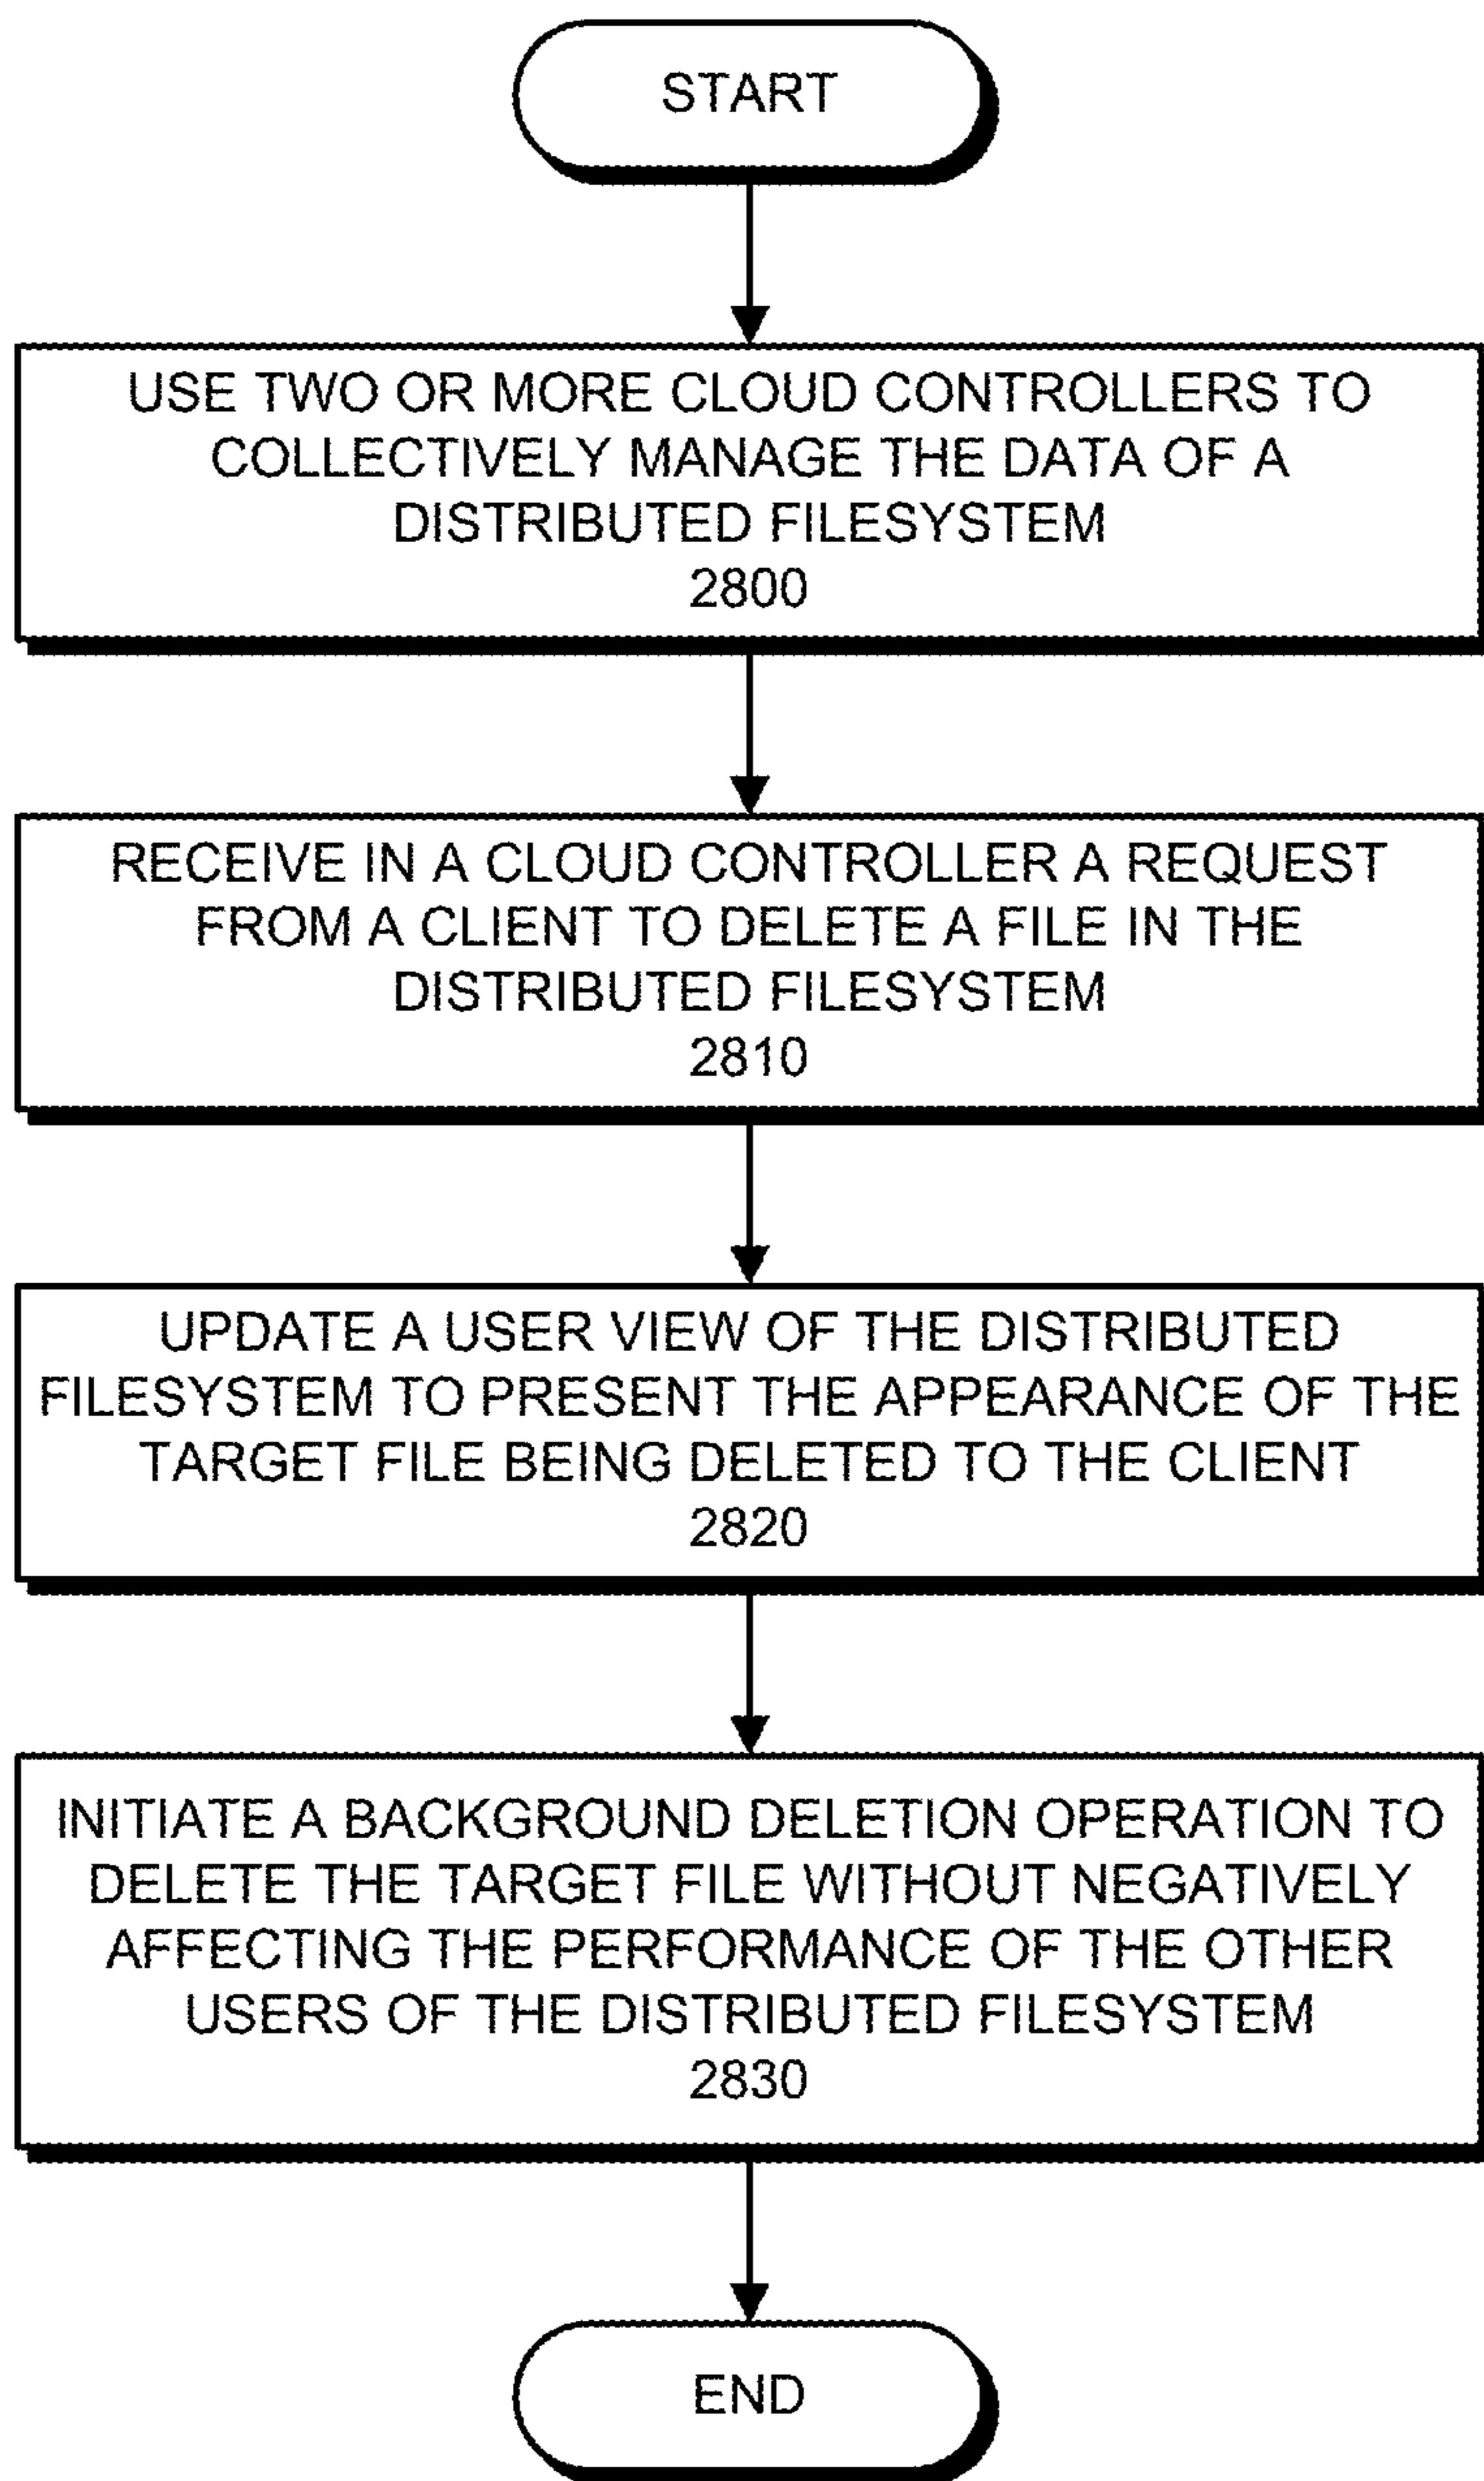 START
USE TWO OR MORE CLOUD CONTROLLERS TO
COLLECTIVELY MANAGE THE DATA OF A
DISTRIBUTED FILESYSTEM
2800
RECEIVE IN A CLOUD CONTROLLER A REQUEST
FROM A CLIENT TO DELETE A FILE IN THE
DISTRIBUTED FILESYSTEM
2810
UPDATE A USER VIEW OF THE DISTRIBUTED
FILESYSTEM TO PRESENT THE APPEARANCE OF THE
TARGET FILE BEING DELETED TO THE CLIENT
2820
INITIATE A BACKGROUND DELETION OPERATION TO
DELETE THE TARGET FILE WITHOUT NEGATIVELY
AFFECTING THE PERFORMANCE OF THE OTHER
USERS OF THE DISTRIBUTED FILESYSTEM
2830
END